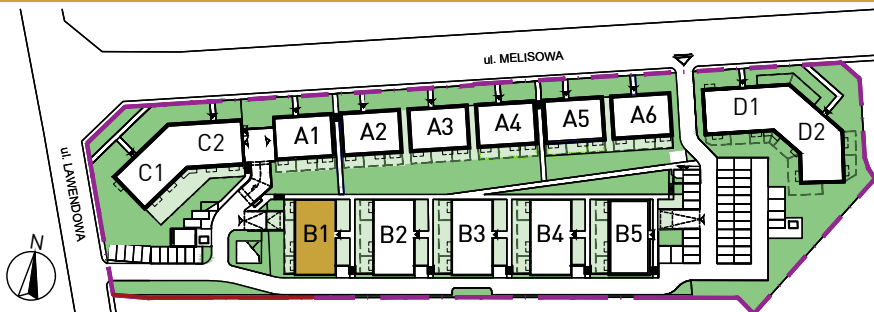 ul. MELISOWA
D1
A6
A5
A4
A3
A2
A1
C2
D2
C1
ul. LAWENDOWA
B1
B2
B3
B4
B5
N